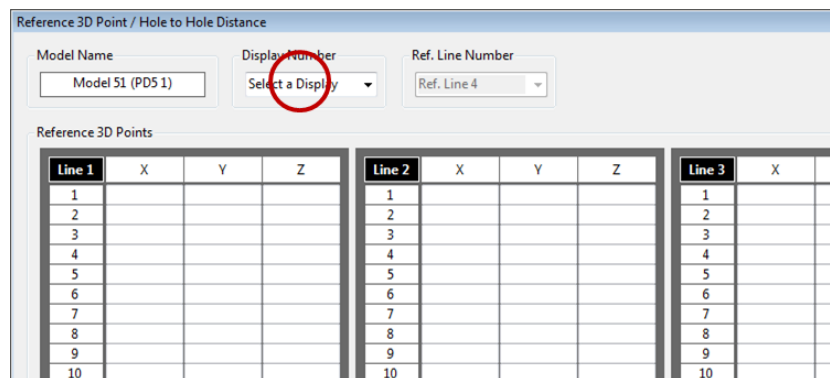 Reference 3D Point / Hole to Hole Distance
Model Name Display Number Ref. Line Number
Model 51 (PD5 1) Select a Display Ref. Line 4
Reference 3D Points
Line 1 X Y Z Line 2 X Y Z Line 3 X
1 1 1
2 2 2
3 3 3
4 4 4
5 5 5
6 6 6
7 7 7
8 8 8
9 9 9
10 10 10